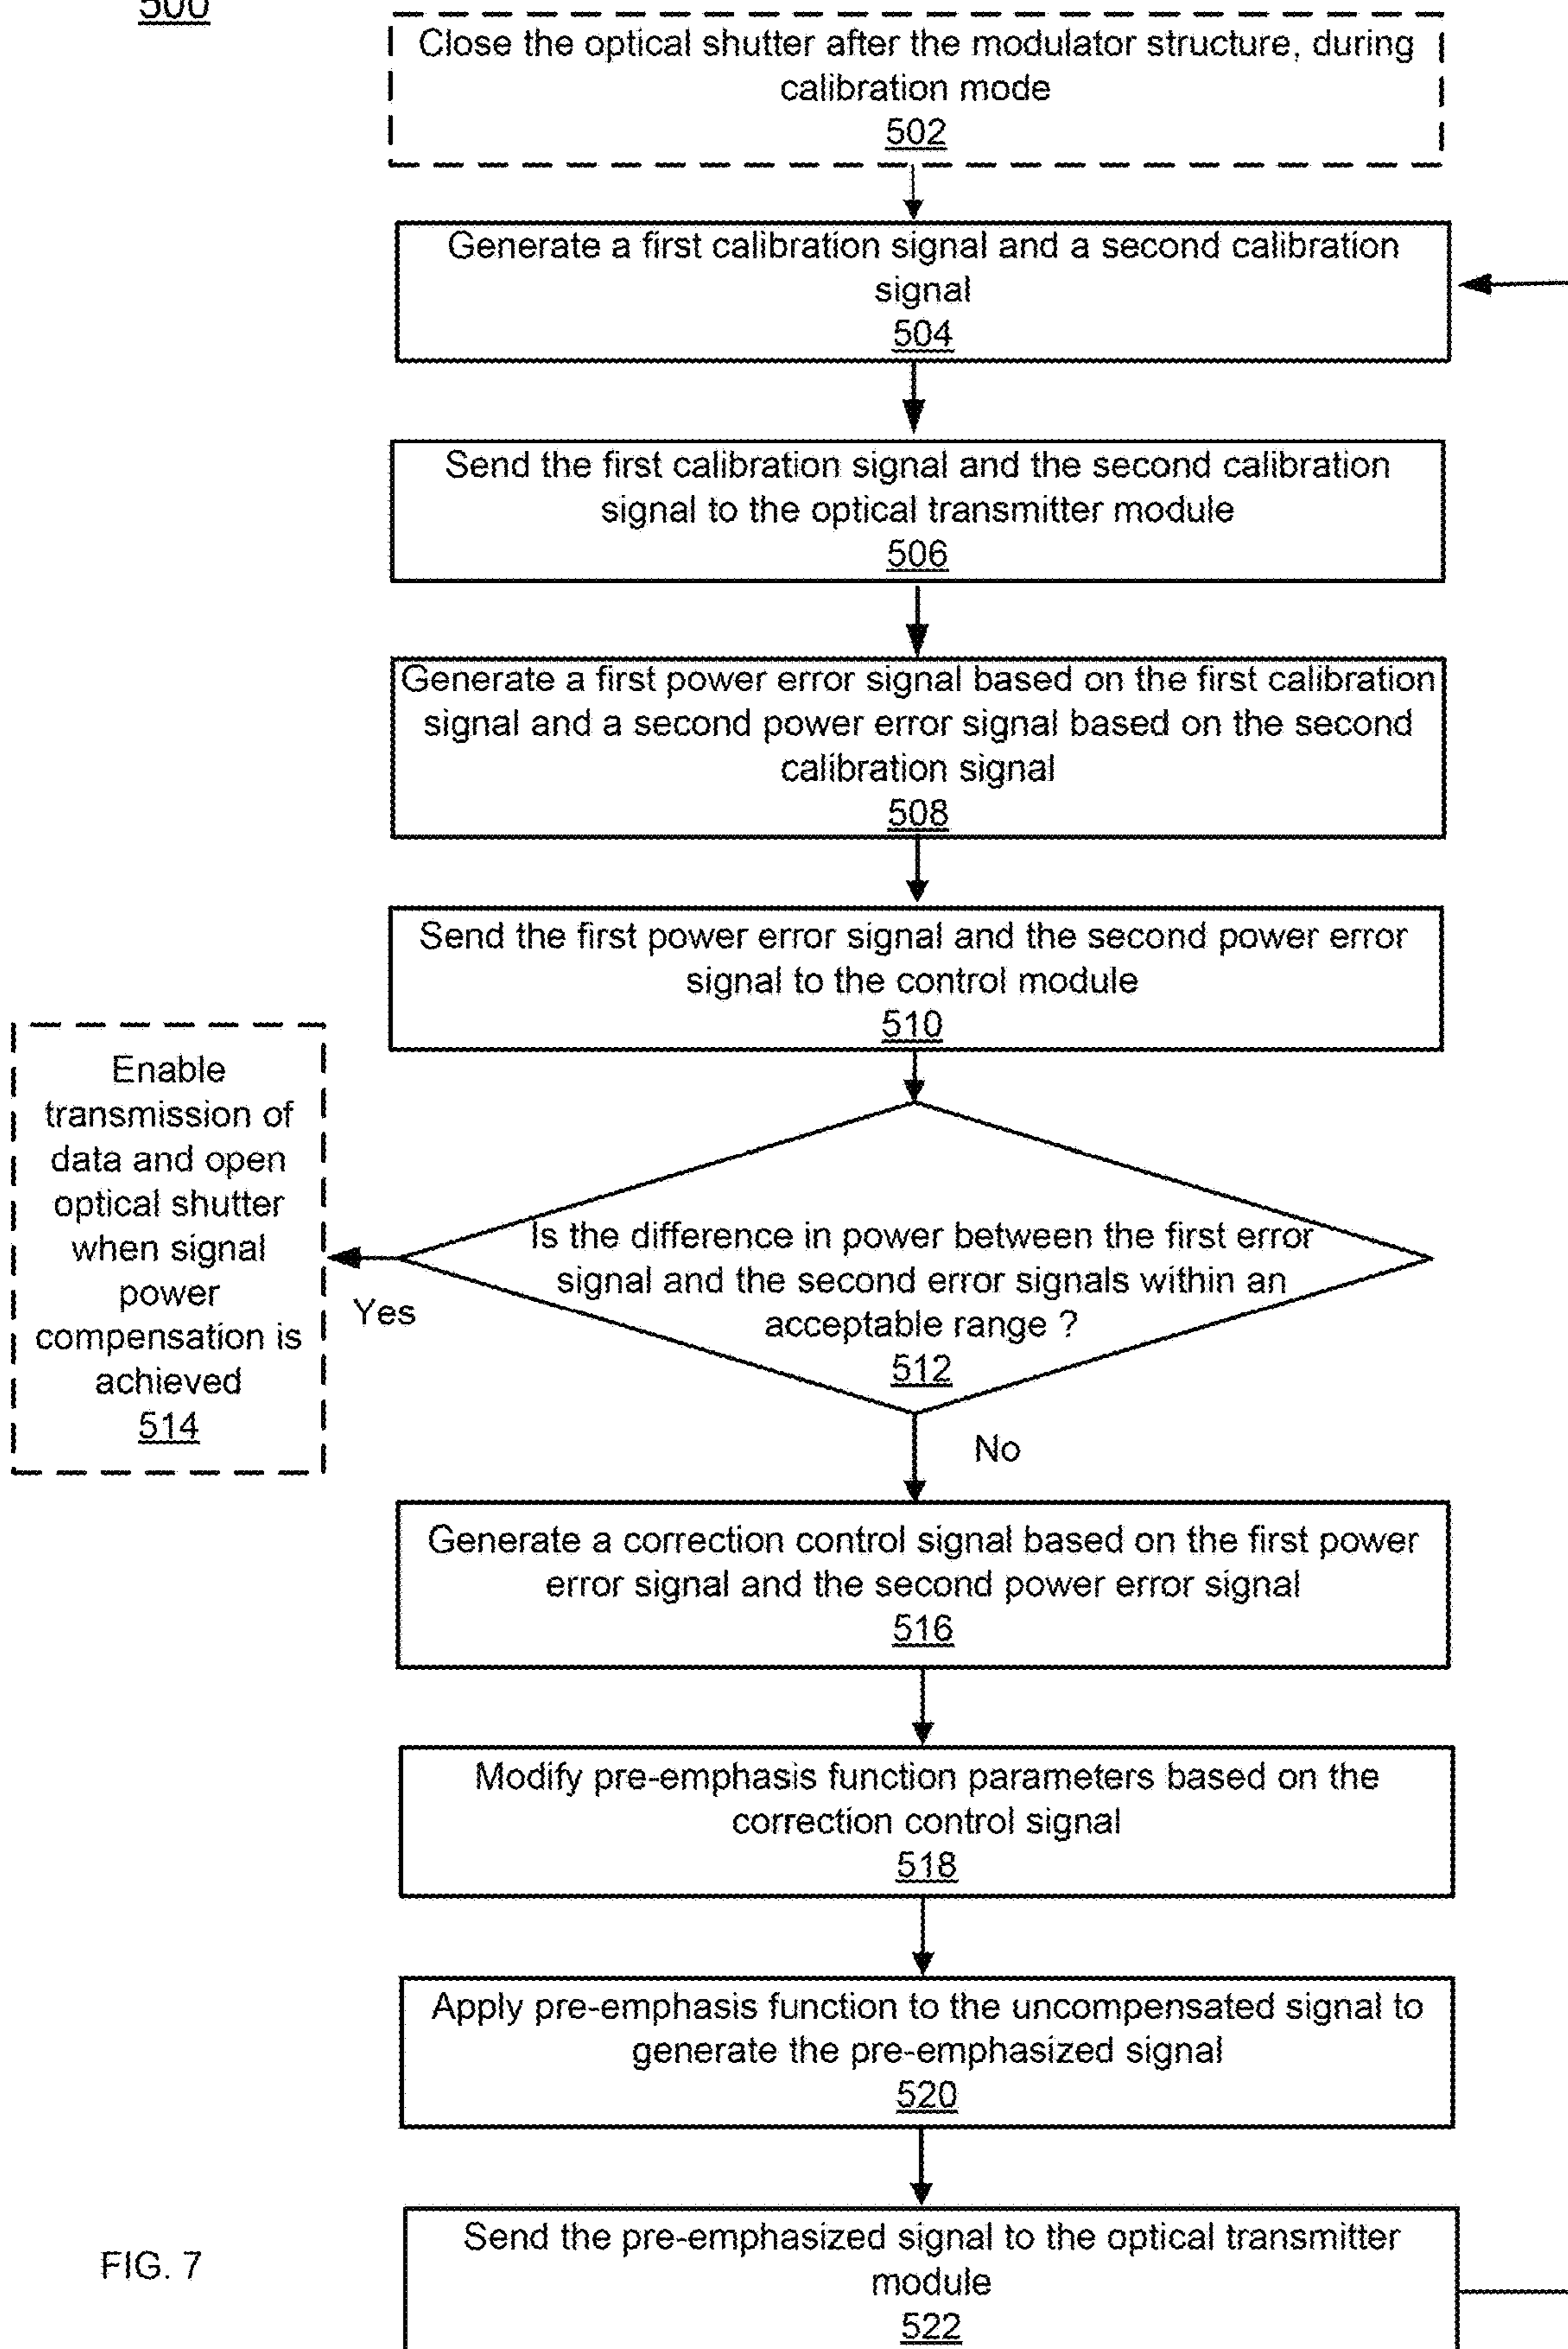 500
Close the optical shutter after the modulator structure, during
calibration mode
502
Generate a first calibration signal and a second calibration
signal
504
Send the first calibration signal and the second calibration
signal to the optical transmitter module
506
Generate a first power error signal based on the first calibration
signal and a second power error signal based on the second
calibration signal
508
Send the first power error signal and the second power error
signal to the control module
510
Is the difference in power between the first error
signal and the second error signals within an
acceptable range ?
512
Yes
Enable
transmission of
data and open
optical shutter
when signal
power
compensation is
achieved
514
No
Generate a correction control signal based on the first power
error signal and the second power error signal
516
Modify pre-emphasis function parameters based on the
correction control signal
518
Apply pre-emphasis function to the uncompensated signal to
generate the pre-emphasized signal
520
Send the pre-emphasized signal to the optical transmitter
module
522
FIG. 7